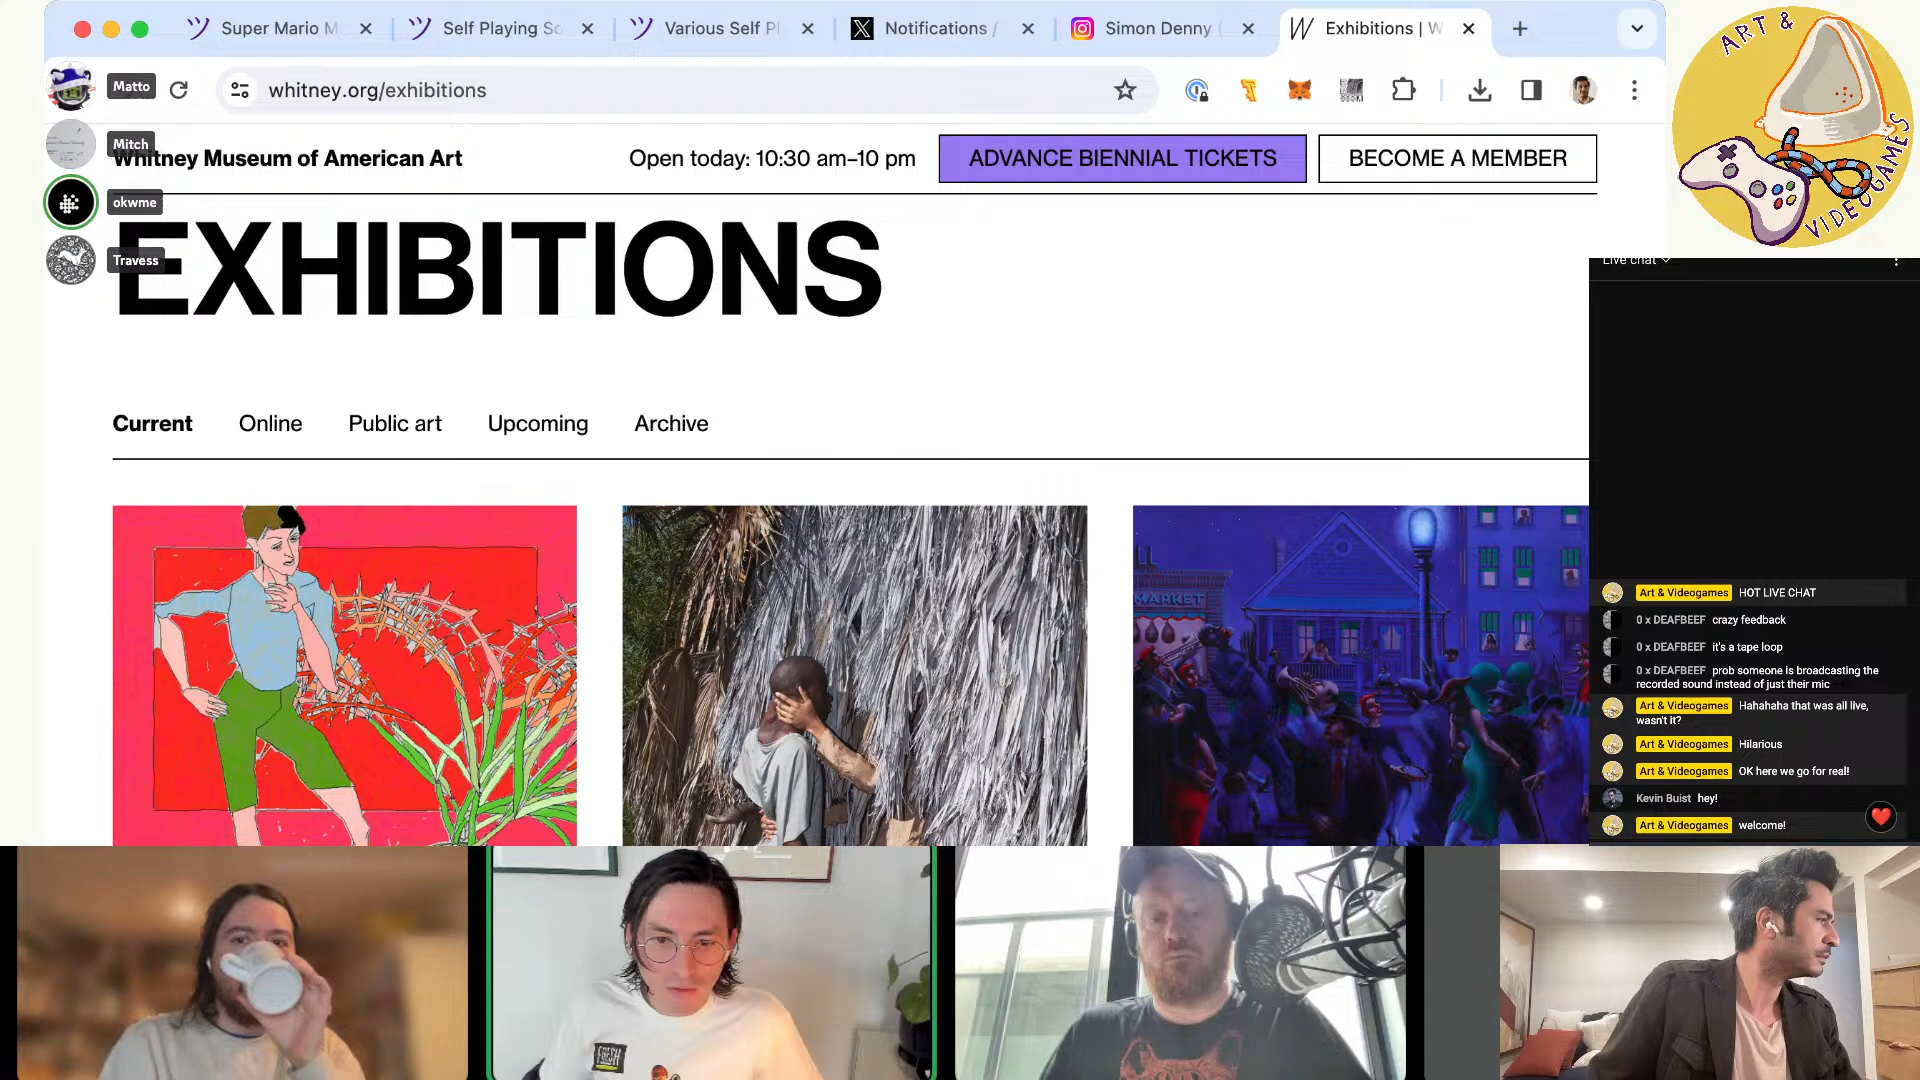 Super Mario M
Self Playing So
Various Self Pl
Notifications /
Simon Denny (
Exhibitions | W
whitney.org/exhibitions
Matto
Mitch
okwme
Travess
Whitney Museum of American Art
Open today: 10:30 am–10 pm
ADVANCE BIENNIAL TICKETS
BECOME A MEMBER
EXHIBITIONS
Current
Online
Public art
Upcoming
Archive
ART &
VIDEOGAMES
Live chat
Art & Videogames HOT LIVE CHAT
0 x DEAFBEEF crazy feedback
0 x DEAFBEEF it's a tape loop
0 x DEAFBEEF prob someone is broadcasting the
recorded sound instead of just their mic
Art & Videogames Hahahaha that was all live,
wasn't it?
Art & Videogames Hilarious
Art & Videogames OK here we go for real!
Kevin Buist hey!
Art & Videogames welcome!
MARKET
FRESH